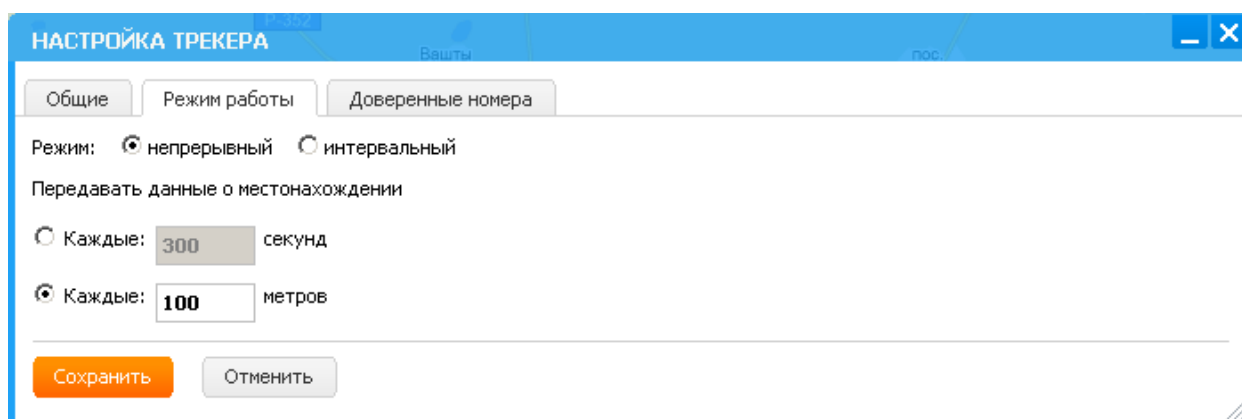 Р-352
НАСТРОЙКА ТРЕКЕРА
Вашты
пос.
Общие Режим работы Доверенные номера
Режим: непрерывный интервальный
Передавать данные о местонахождении
Каждые: 300 секунд
Каждые: 100 метров
Сохранить Отменить